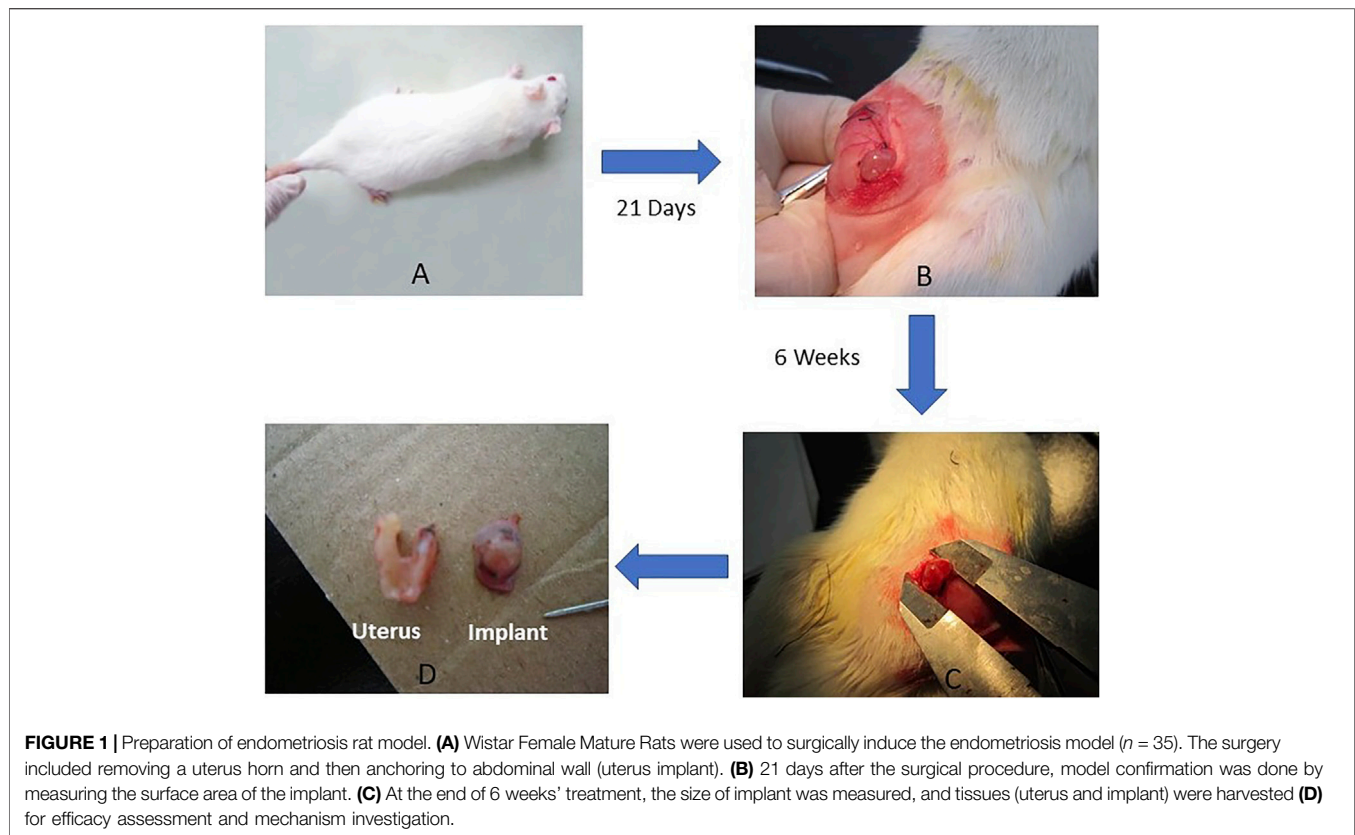 A
21 Days
B
6 Weeks
Uterus Implant
D
C
FIGURE 1 | Preparation of endometriosis rat model. (A) Wistar Female Mature Rats were used to surgically induce the endometriosis model (n = 35). The surgery
included removing a uterus horn and then anchoring to abdominal wall (uterus implant). (B) 21 days after the surgical procedure, model confirmation was done by
measuring the surface area of the implant. (C) At the end of 6 weeks' treatment, the size of implant was measured, and tissues (uterus and implant) were harvested (D)
for efficacy assessment and mechanism investigation.